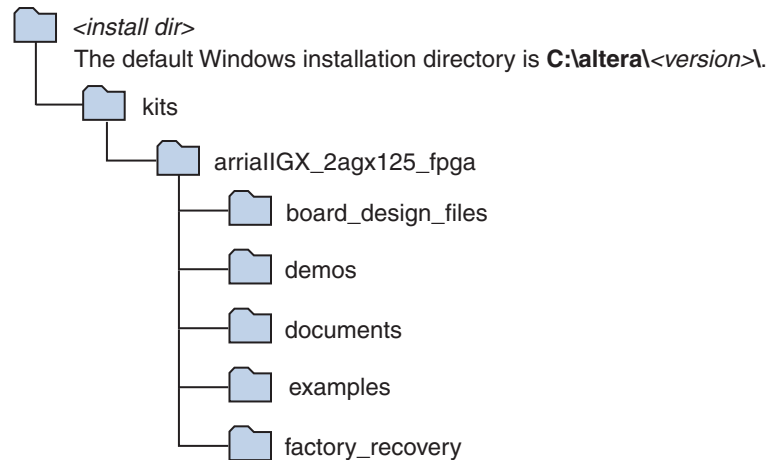 <install dir>
The default Windows installation directory is C:\altera\<version>\.
kits
arriaIIGX_2agx125_fpga
board_design_files
demos
documents
examples
factory_recovery